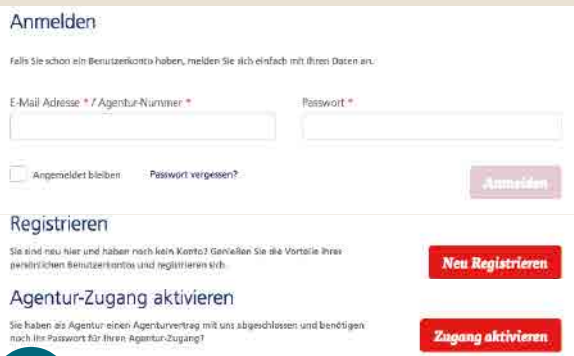 Anmelden
Falls Sie schon ein Benutzerkonto haben, melden Sie sich einfach mit Ihren Daten an.
E-Mail Adresse * / Agentur-Nummer *
Passwort *
Angemeldet bleiben
Passwort vergessen?
Anmelden
Registrieren
Sie sind neu hier und haben noch kein Konto? Genießen Sie die Vorteile Ihres
persönlichen Benutzerkontos und registrieren sich.
Neu Registrieren
Agentur-Zugang aktivieren
Sie haben als Agentur einen Agenturvertrag mit uns abgeschlossen und benötigen
noch Ihr Passwort für Ihren Agentur-Zugang?
Zugang aktivieren